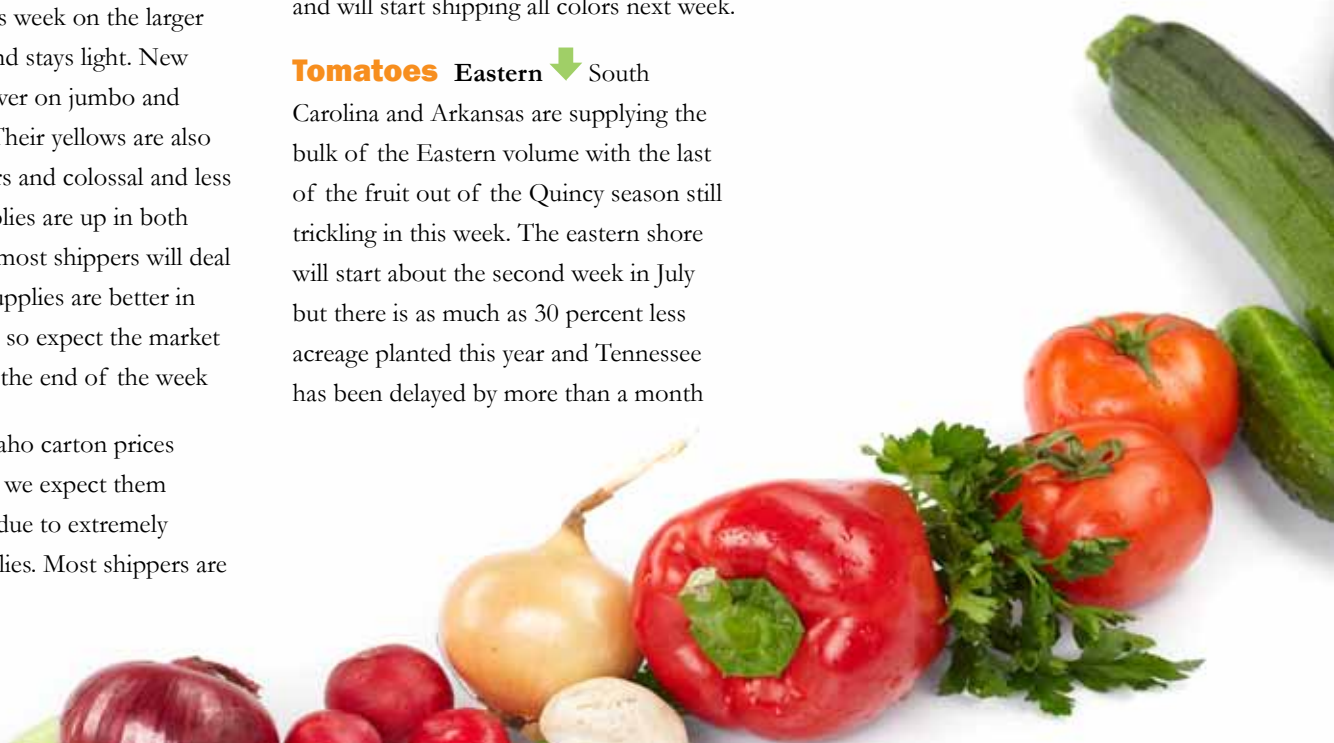 s week on the larger
nd stays light. New
ver on jumbo and
Their yellows are also
rs and colossal and less
plies are up in both
most shippers will deal
upplies are better in
so expect the market
the end of the week
aho carton prices
we expect them
due to extremely
lies. Most shippers are
and will start shipping all colors next week.
Tomatoes Eastern South
Carolina and Arkansas are supplying the
bulk of the Eastern volume with the last
of the fruit out of the Quincy season still
trickling in this week. The eastern shore
will start about the second week in July
but there is as much as 30 percent less
acreage planted this year and Tennessee
has been delayed by more than a month